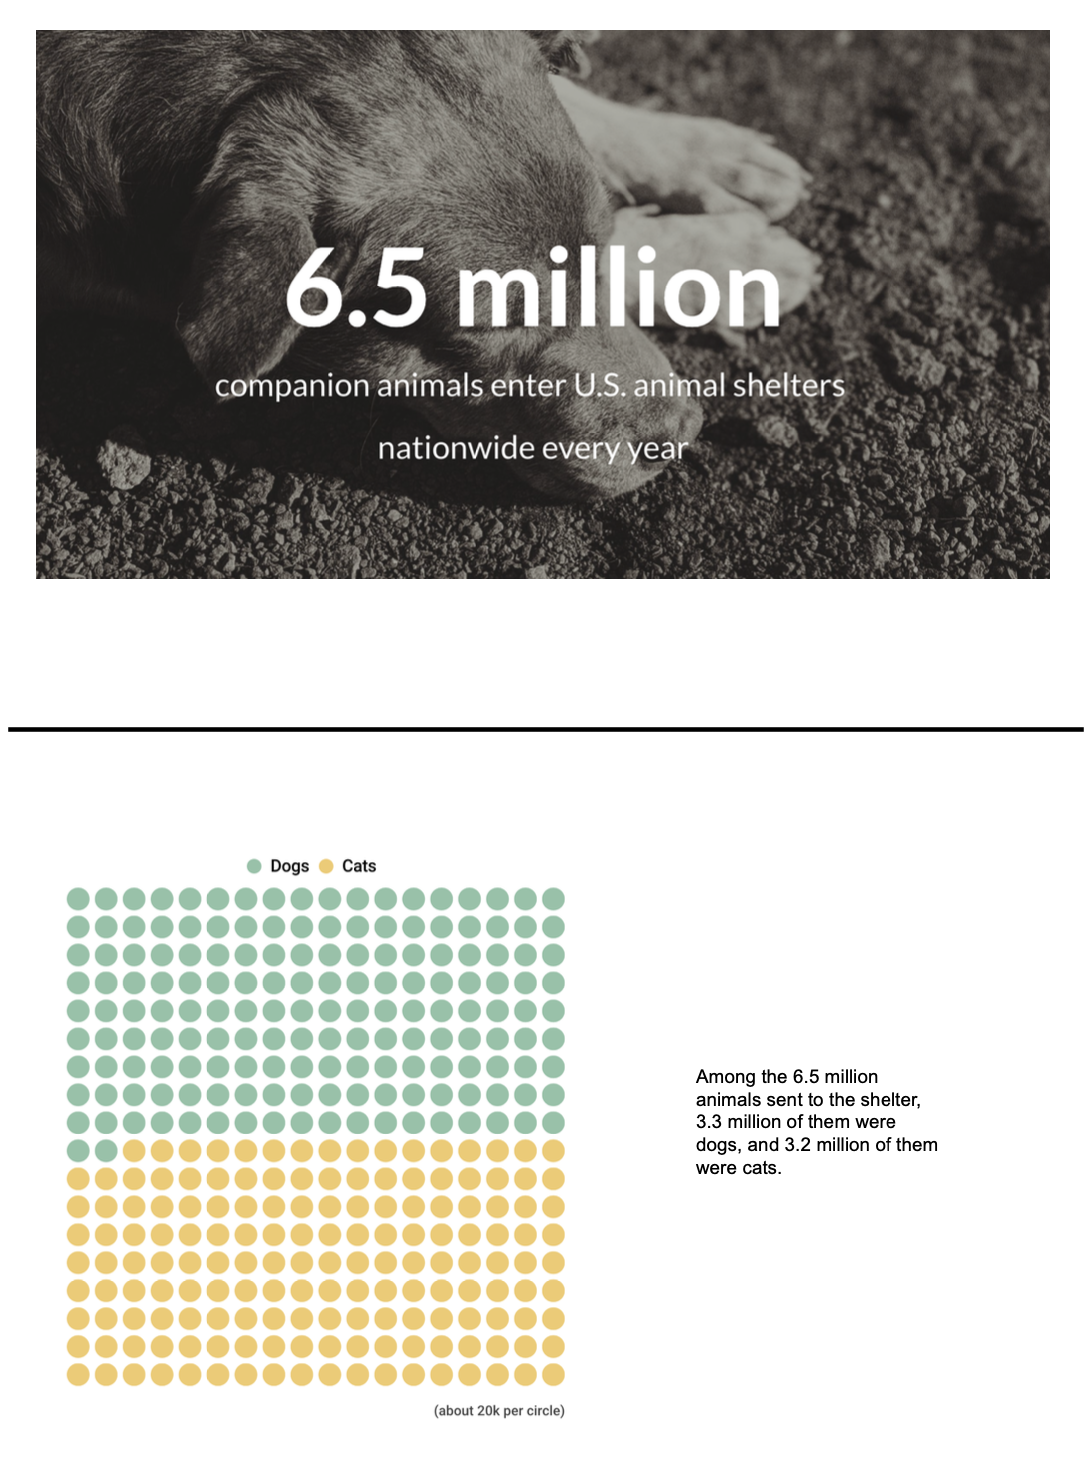 6.5 million
companion animals enter U.S. animal shelters
nationwide every year
Dogs Cats
Among the 6.5 million
animals sent to the shelter,
3.3 million of them were
dogs, and 3.2 million of them
were cats.
(about 20k per circle)